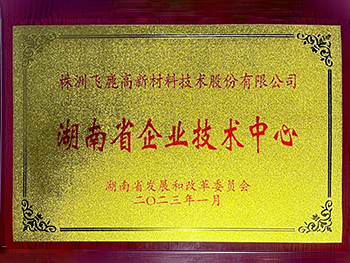 株洲飞鹿高新材料技术股份有限公司
湖南省企业技术中心
湖南省发展和改革委员会
二〇二三年一月